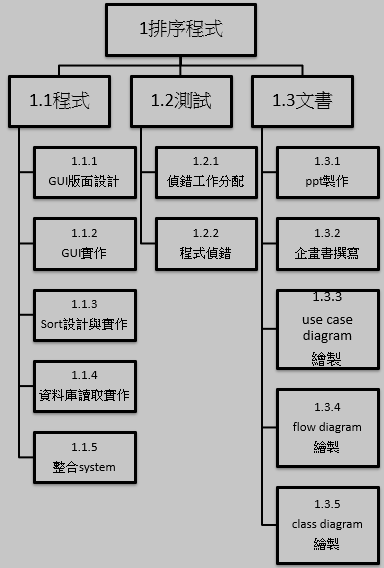 1排序程式
1.1程式
1.2測試
1.3文書
1.1.1
GUI版面設計
1.1.2
GUI實作
1.1.3
Sort設計與實作
1.1.4
資料庫讀取實作
1.1.5
整合system
1.2.1
偵錯工作分配
1.2.2
程式偵錯
1.3.1
ppt製作
1.3.2
企畫書撰寫
1.3.3
use case
diagram
繪製
1.3.4
flow diagram
繪製
1.3.5
class diagram
繪製